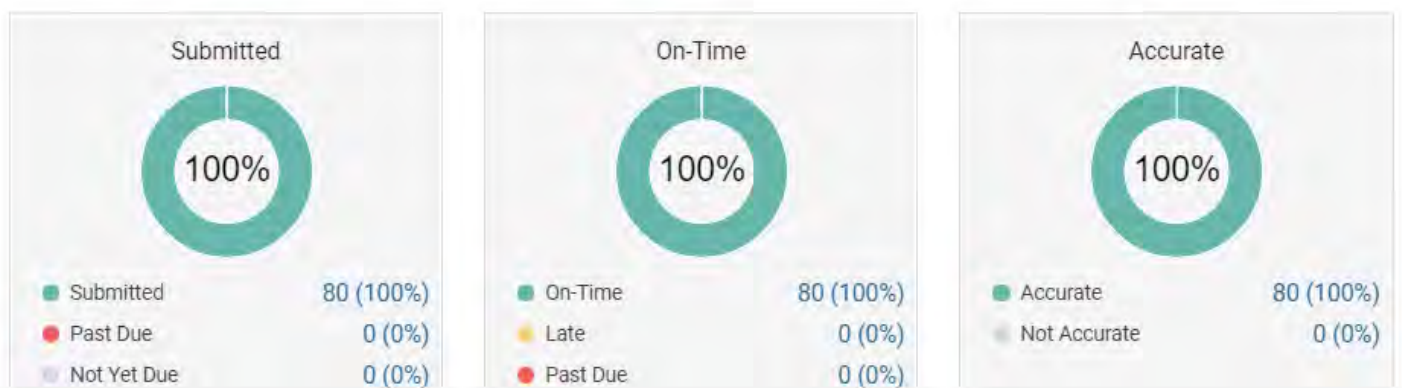 Submitted
100%
Submitted 80 (100%)
Past Due 0 (0%)
Not Yet Due 0 (0%)
On-Time
100%
On-Time 80 (100%)
Late 0 (0%)
Past Due 0 (0%)
Accurate
100%
Accurate 80 (100%)
Not Accurate 0 (0%)